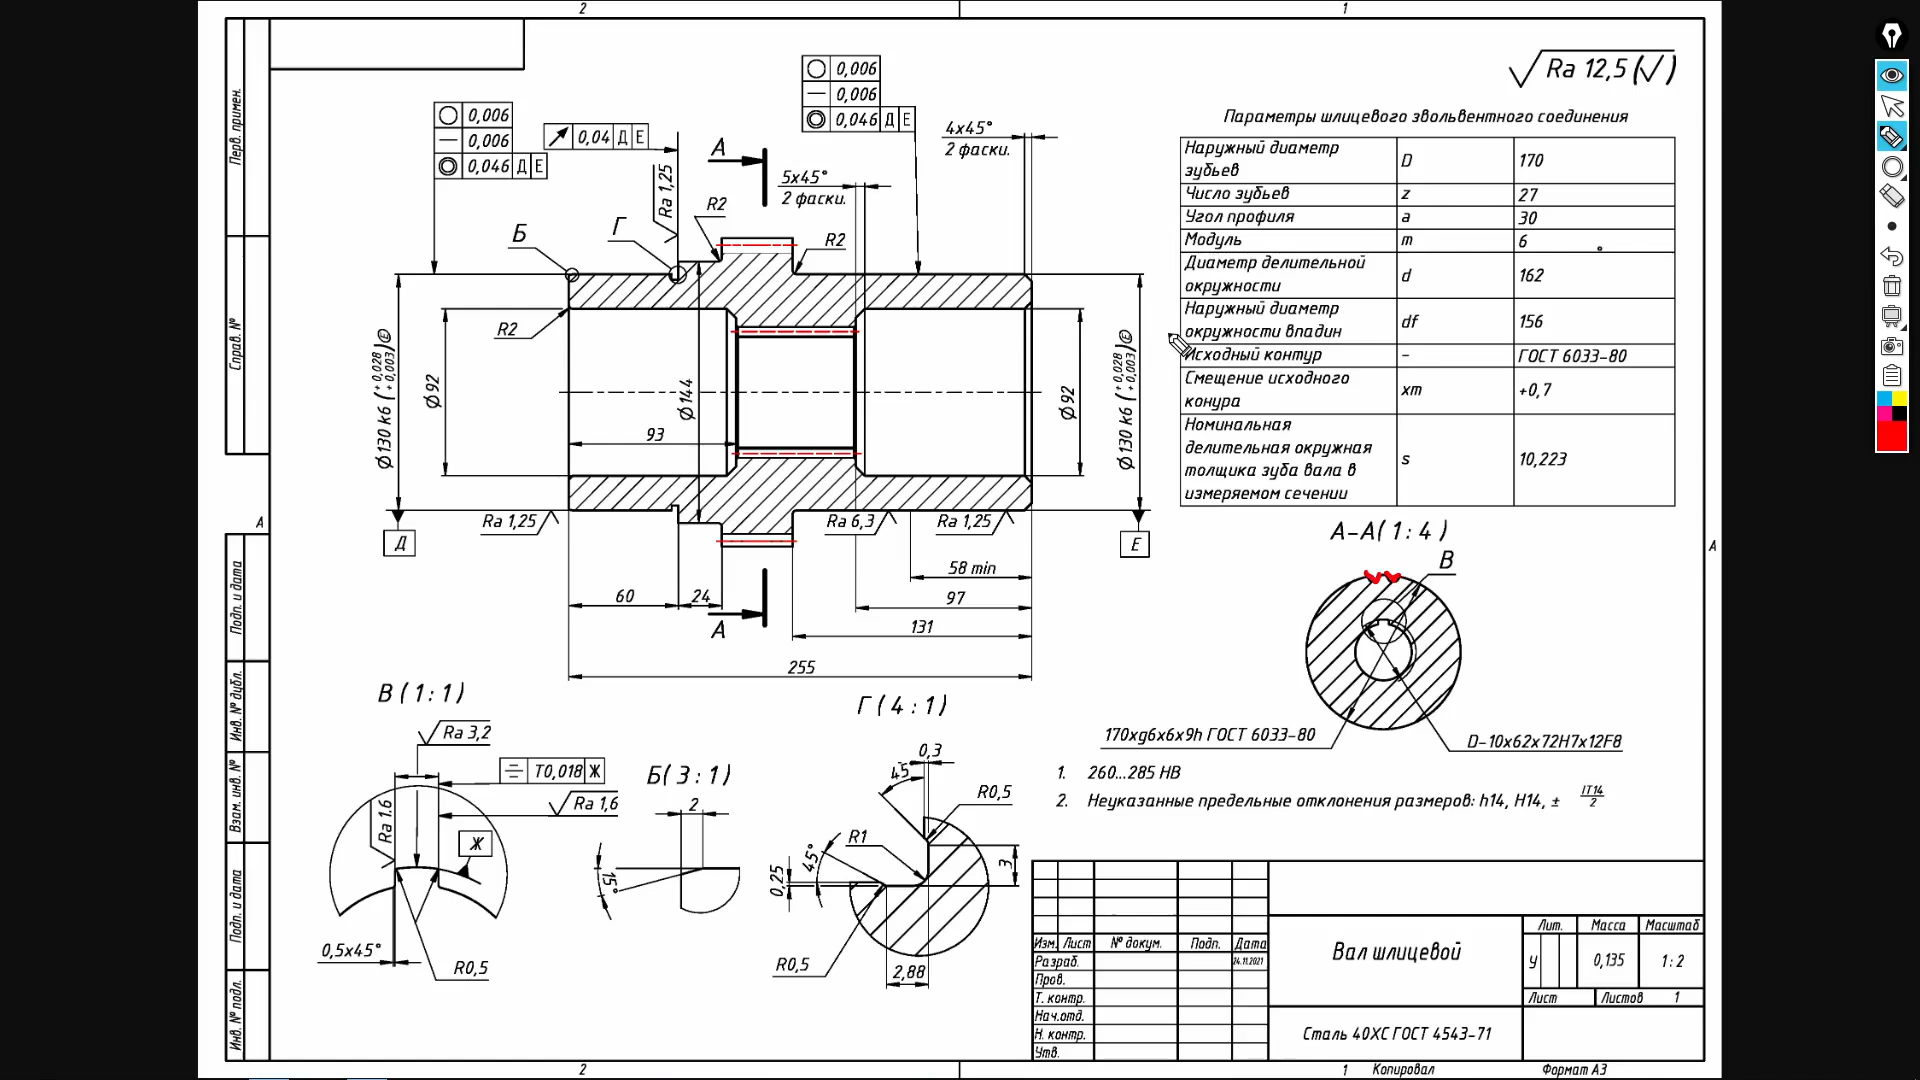 2
1
Перв. примен.
Справ. №
Подп. и дата
Инв. № дубл.
Взам. инв. №
Подп. и дата
Инв. № подл.
А
А
Ra 12,5 (√)
0,006
0,006
0,046 Д Е
0,04 Д Е
Ra 1,25
0,006
0,006
0,046 Д Е
4x45°
2 фаски.
5x45°
2 фаски.
А
R2
R2
Б
Г
R2
Ø130 k6 (+0,028 +0,003) Ⓔ
Ø92
Ø144
93
Ø92
Ø130 k6 (+0,028 +0,003) Ⓔ
Ra 1,25
Ra 6,3
Ra 1,25
Д
Е
58 min
60
24
97
А
131
255
Параметры шлицевого эвольвентного соединения
Наружный диаметр зубьев D 170
Число зубьев z 27
Угол профиля a 30
Модуль m 6
Диаметр делительной окружности d 162
Наружный диаметр окружности впадин df 156
Исходный контур – ГОСТ 6033-80
Смещение исходного конура xm +0,7
Номинальная делительная окружная толщика зуба вала в измеряемом сечении s 10,223
А-А(1:4)
В
170xg6x6x9h ГОСТ 6033-80
D-10x62x72H7x12F8
В(1:1)
Ra 3,2
T0,018 Ж
Ra 1,6
Ra 1.6
Ж
0,5x45°
R0,5
Б(3:1)
2
15°
Г(4:1)
0,3
45°
R0,5
R1
45°
0,25
3
R0,5
2,88
1. 260...285 HB
2. Неуказанные предельные отклонения размеров: h14, H14, ± IT14/2
Изм. Лист № докум. Подп. Дата
Разраб. 24.11.2021
Пров.
Т. контр.
Нач.отд.
Н. контр.
Утв.
Вал шлицевой
Лит. Масса Масштаб
У 0,135 1:2
Лист Листов 1
Сталь 40ХС ГОСТ 4543-71
2
1
Копировал
Формат А3